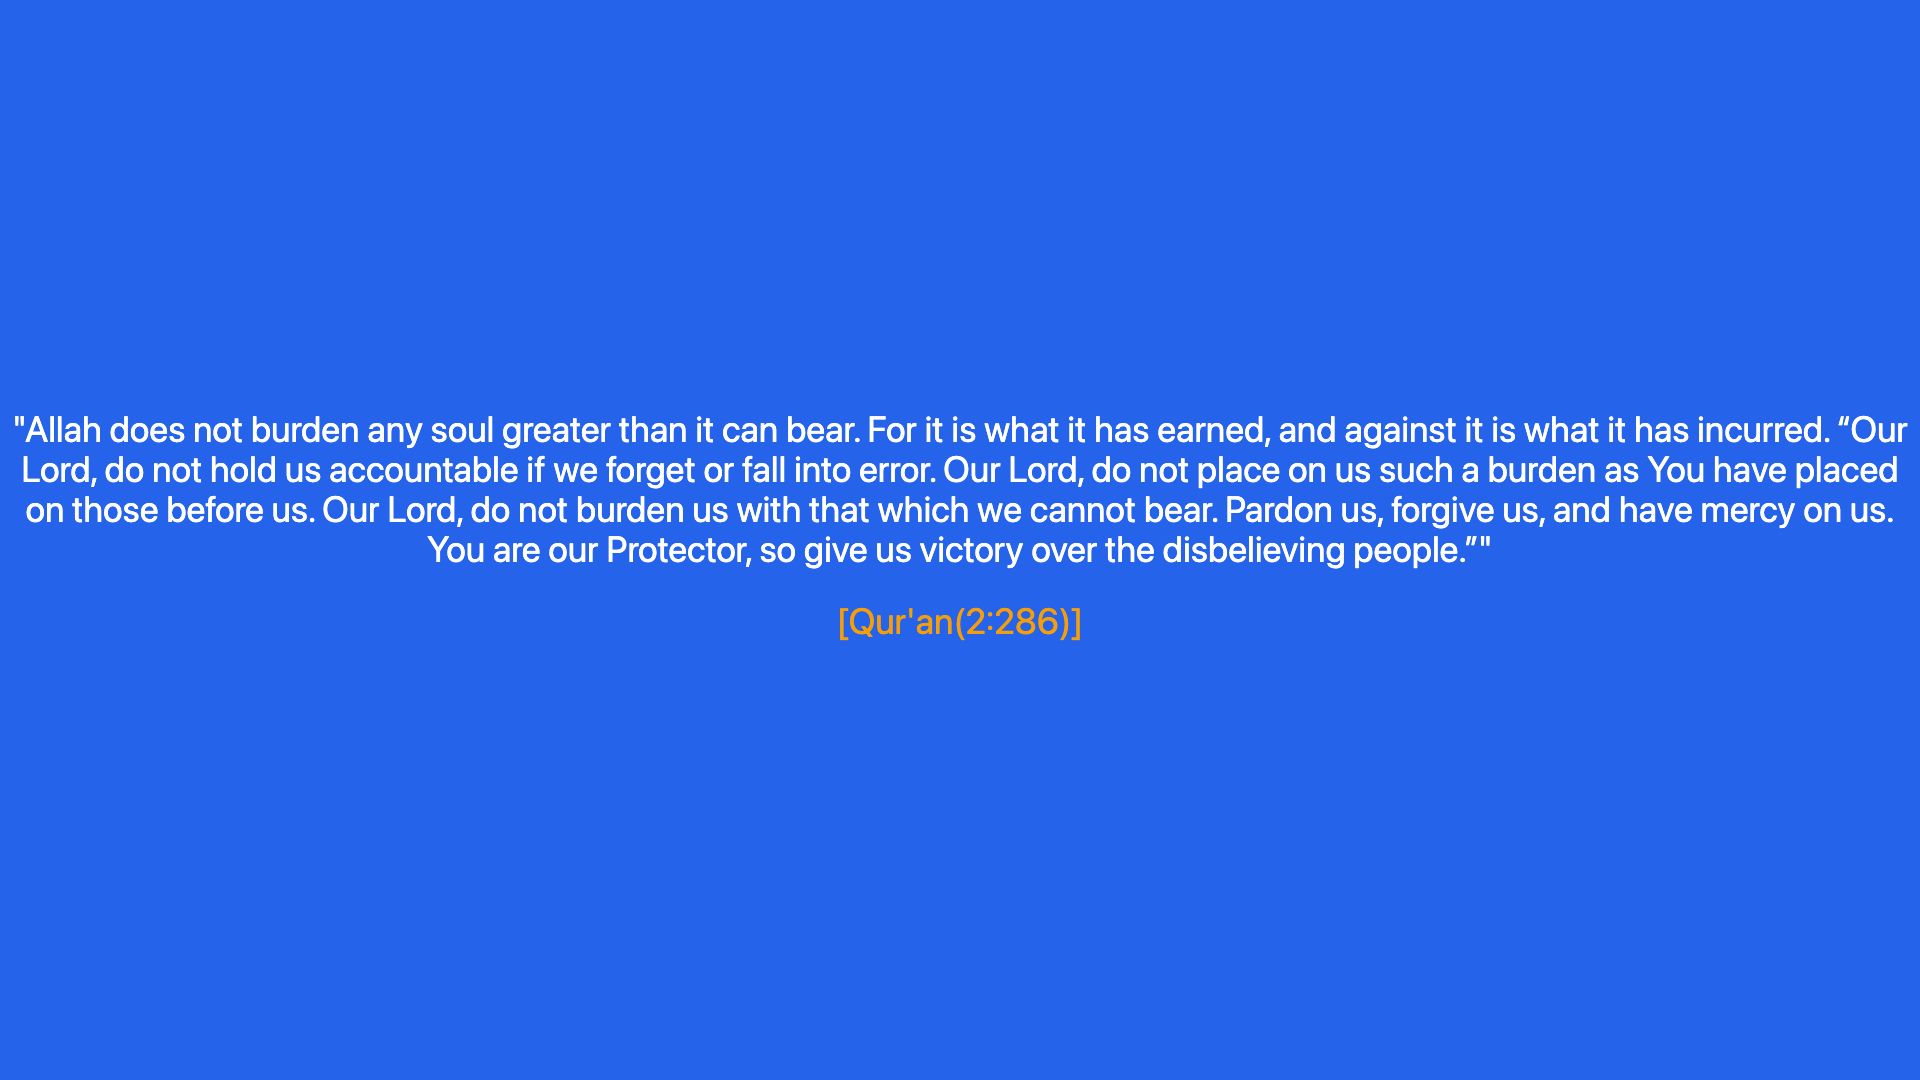 "Allah does not burden any soul greater than it can bear. For it is what it has earned, and against it is what it has incurred. “Our
Lord, do not hold us accountable if we forget or fall into error. Our Lord, do not place on us such a burden as You have placed
on those before us. Our Lord, do not burden us with that which we cannot bear. Pardon us, forgive us, and have mercy on us.
You are our Protector, so give us victory over the disbelieving people.”"
[Qur'an(2:286)]